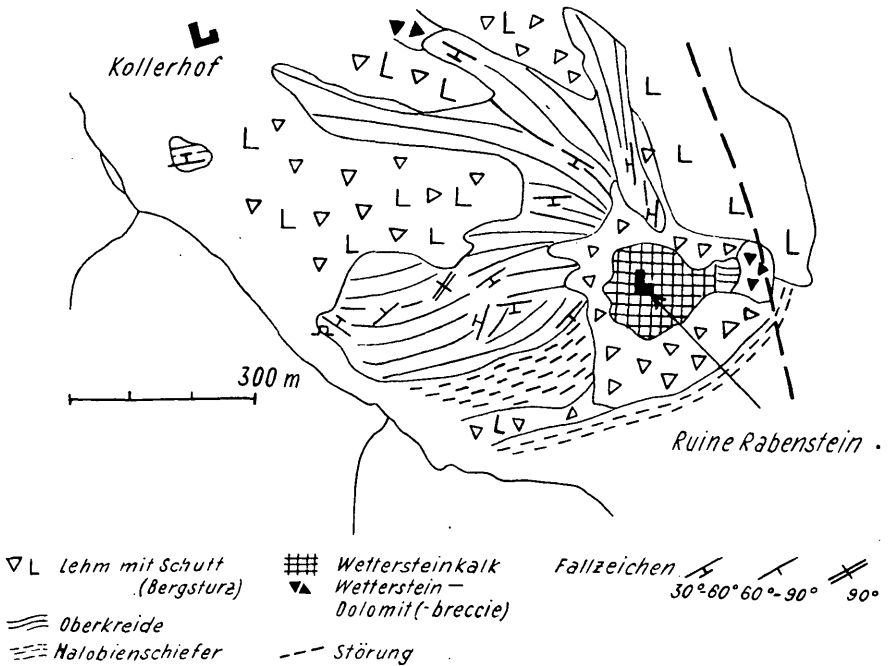 Kollerhof
300 m
Ruine Rabenstein
L Lehm mit Schutt
(Bergsturz)
Oberkreide
Halobienschiefer
Wettersteinkalk
Wetterstein-
Dolomit (-breccie)
Störung
Fallzeichen
30°-60° 60°-90° 90°